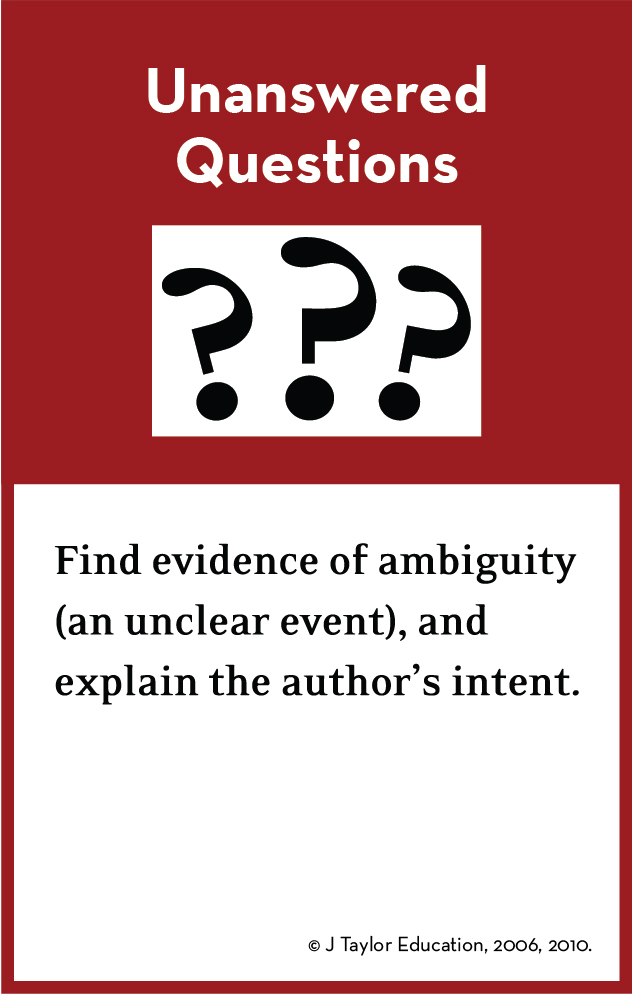 Unanswered
Questions
???
Find evidence of ambiguity
(an unclear event), and
explain the author’s intent.
© J Taylor Education, 2006, 2010.